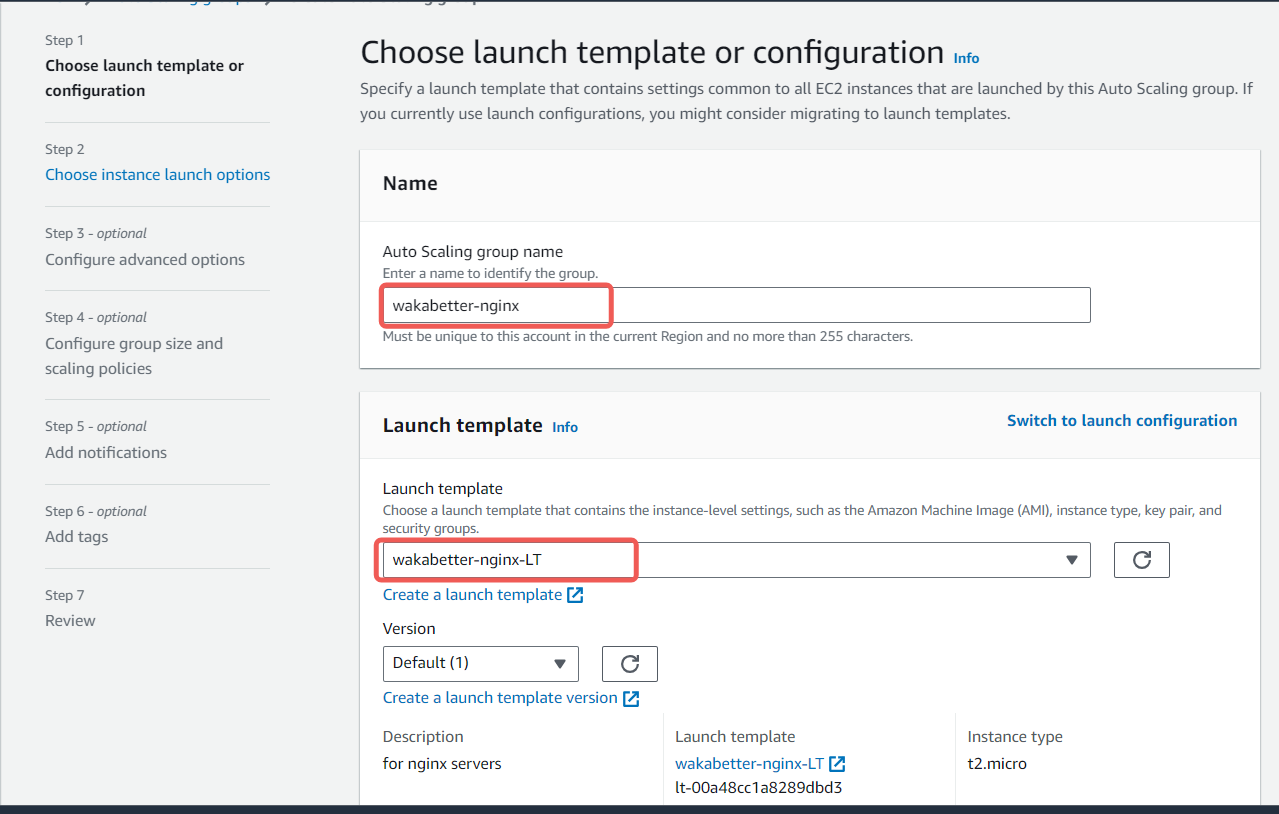 Step 1
Choose launch template or
configuration
Step 2
Choose instance launch options
Step 3 - optional
Configure advanced options
Step 4 - optional
Configure group size and
scaling policies
Step 5 - optional
Add notifications
Step 6 - optional
Add tags
Step 7
Review
Choose launch template or configuration Info
Specify a launch template that contains settings common to all EC2 instances that are launched by this Auto Scaling group. If
you currently use launch configurations, you might consider migrating to launch templates.
Name
Auto Scaling group name
Enter a name to identify the group.
wakabetter-nginx
Must be unique to this account in the current Region and no more than 255 characters.
Launch template Info
Switch to launch configuration
Launch template
Choose a launch template that contains the instance-level settings, such as the Amazon Machine Image (AMI), instance type, key pair, and
security groups.
wakabetter-nginx-LT
Create a launch template
Version
Default (1)
Create a launch template version
Description
for nginx servers
Launch template
wakabetter-nginx-LT
lt-00a48cc1a8289dbd3
Instance type
t2.micro